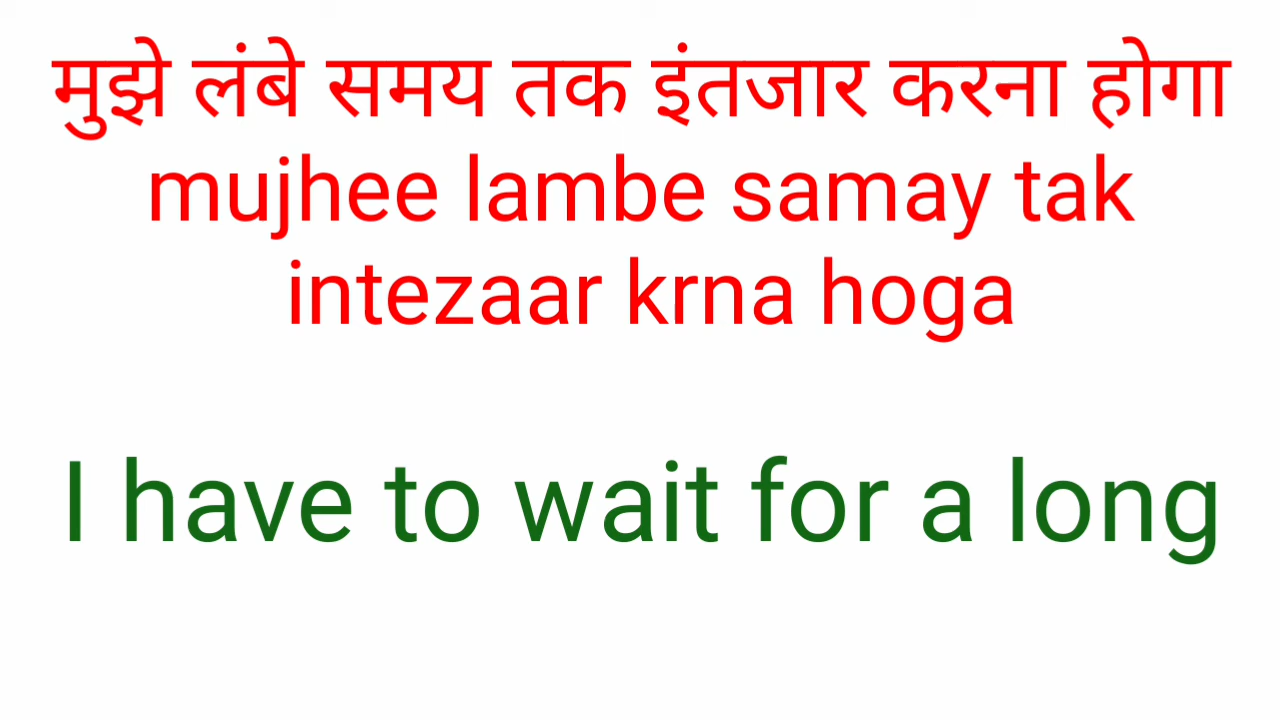 मुझे लंबे समय तक इंतजार करना होगा
mujhee lambe samay tak
intezaar krna hoga
I have to wait for a long